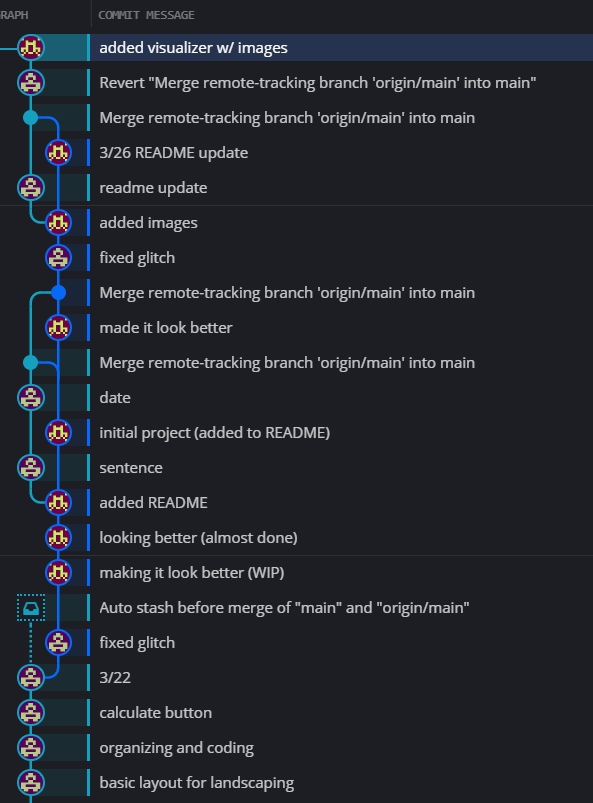 RAPH COMMIT MESSAGE
added visualizer w/ images
Revert "Merge remote-tracking branch 'origin/main' into main"
Merge remote-tracking branch 'origin/main' into main
3/26 README update
readme update
added images
fixed glitch
Merge remote-tracking branch 'origin/main' into main
made it look better
Merge remote-tracking branch 'origin/main' into main
date
initial project (added to README)
sentence
added README
looking better (almost done)
making it look better (WIP)
Auto stash before merge of "main" and "origin/main"
fixed glitch
3/22
calculate button
organizing and coding
basic layout for landscaping